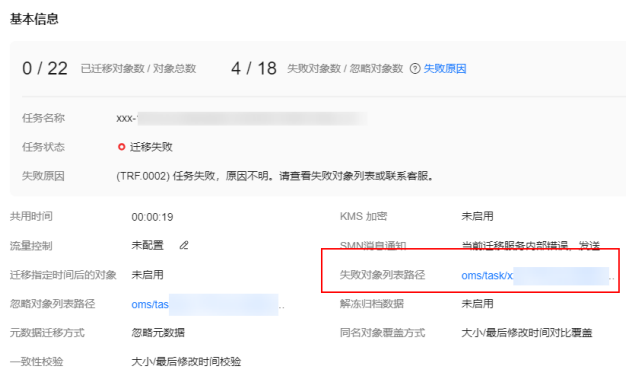 基本信息
0 / 22 已迁移对象数 / 对象总数 4 / 18 失败对象数 / 忽略对象数 ? 失败原因
任务名称 xxx-
任务状态 迁移失败
失败原因 (TRF.0002) 任务失败，原因不明。请查看失败对象列表或联系客服。
共用时间 00:00:19 KMS 加密 未启用
流量控制 未配置 SMN消息通知 当前迁移服务内部错误，发送
迁移指定时间后的对象 未启用 失败对象列表路径 oms/task/x ..
忽略对象列表路径 oms/tas .. 解冻归档数据 未启用
元数据迁移方式 忽略元数据 同名对象覆盖方式 大小/最后修改时间对比覆盖
一致性校验 大小/最后修改时间校验